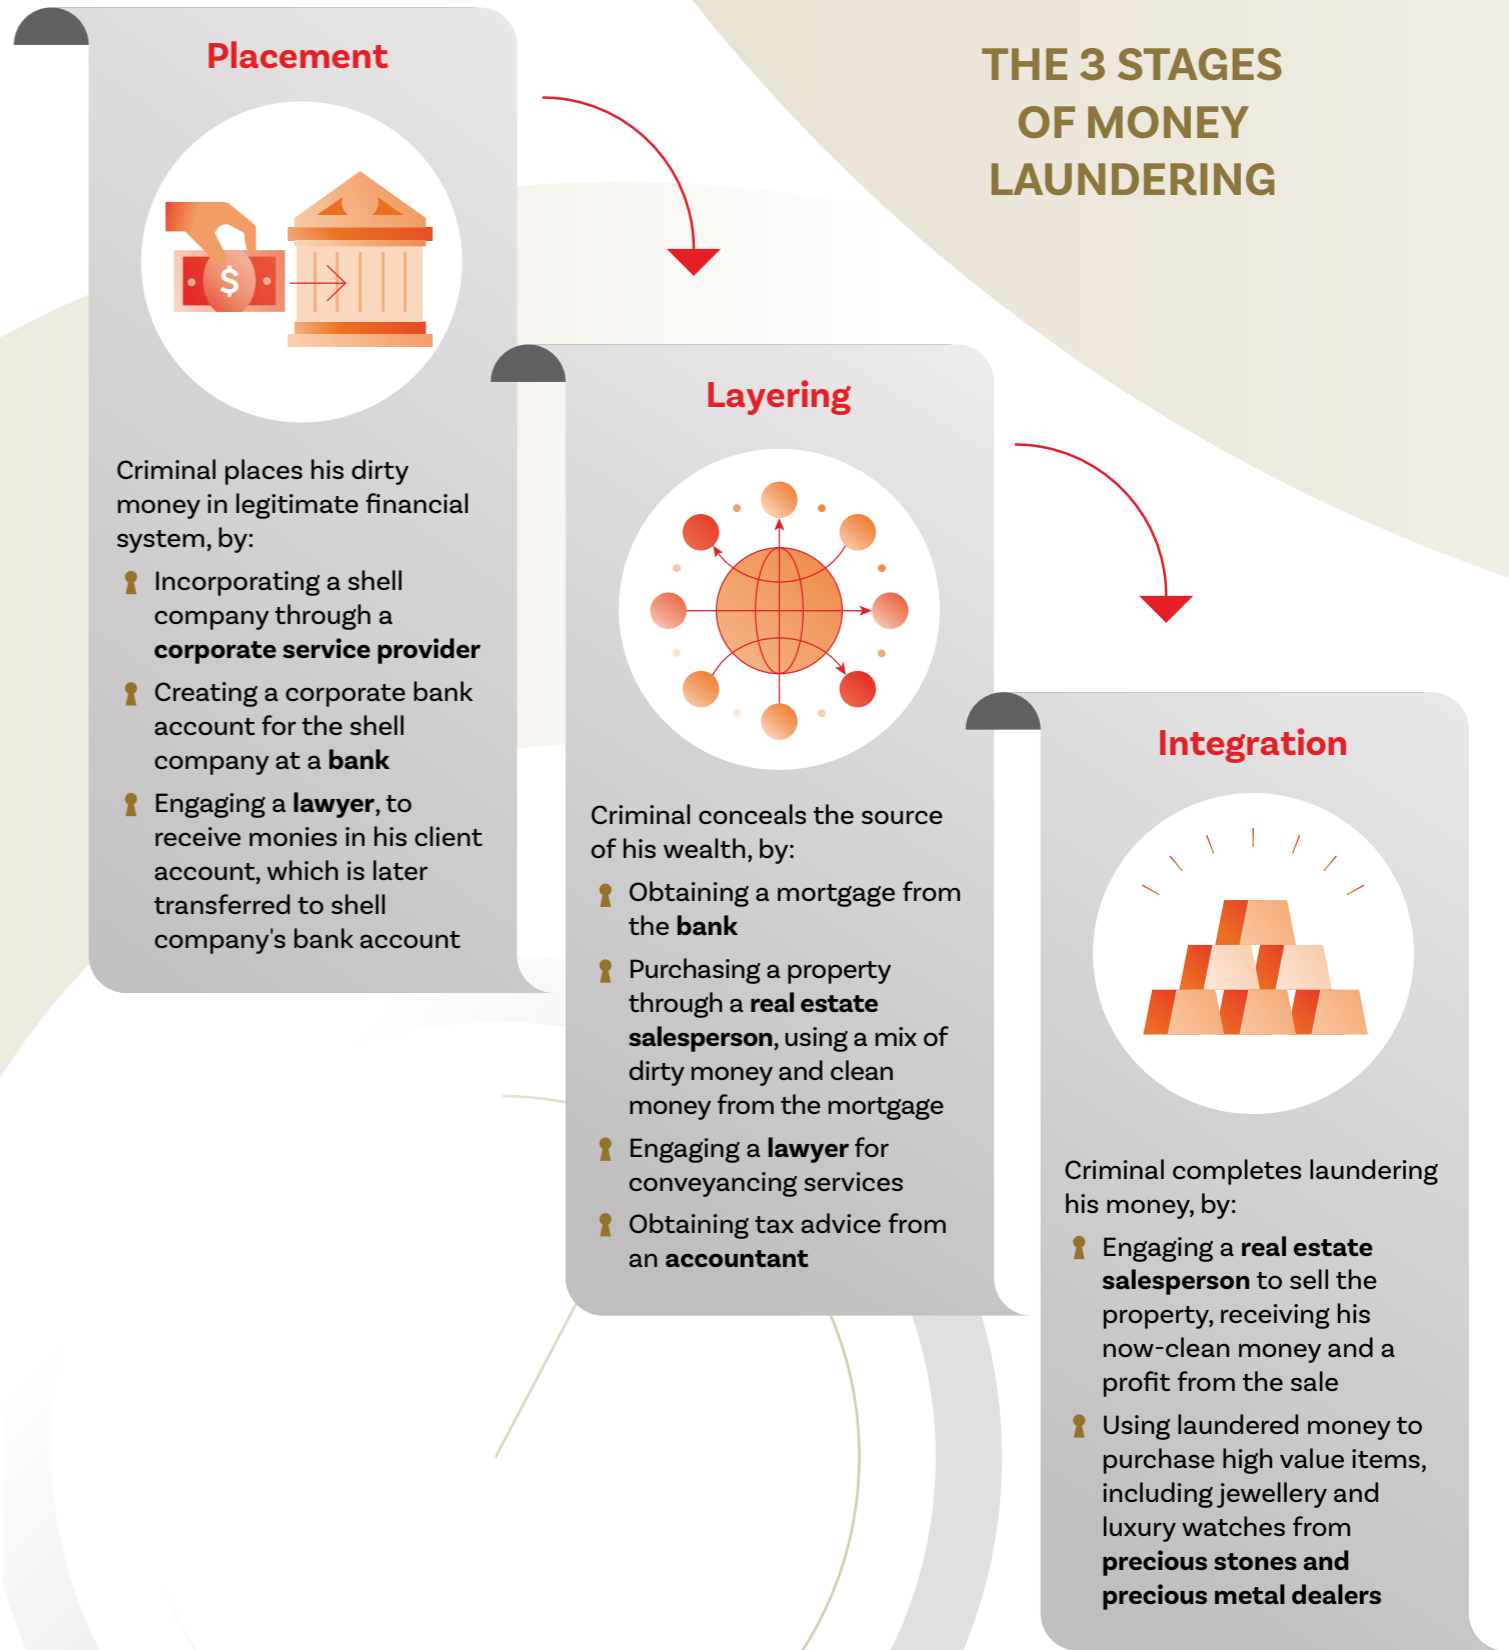 THE 3 STAGES
OF MONEY
LAUNDERING
Placement
$
Criminal places his dirty
money in legitimate financial
system, by:
Incorporating a shell
company through a
corporate service provider
Creating a corporate bank
account for the shell
company at a bank
Engaging a lawyer, to
receive monies in his client
account, which is later
transferred to shell
company's bank account
Layering
Criminal conceals the source
of his wealth, by:
Obtaining a mortgage from
the bank
Purchasing a property
through a real estate
salesperson, using a mix of
dirty money and clean
money from the mortgage
Engaging a lawyer for
conveyancing services
Obtaining tax advice from
an accountant
Integration
Criminal completes laundering
his money, by:
Engaging a real estate
salesperson to sell the
property, receiving his
now-clean money and a
profit from the sale
Using laundered money to
purchase high value items,
including jewellery and
luxury watches from
precious stones and
precious metal dealers